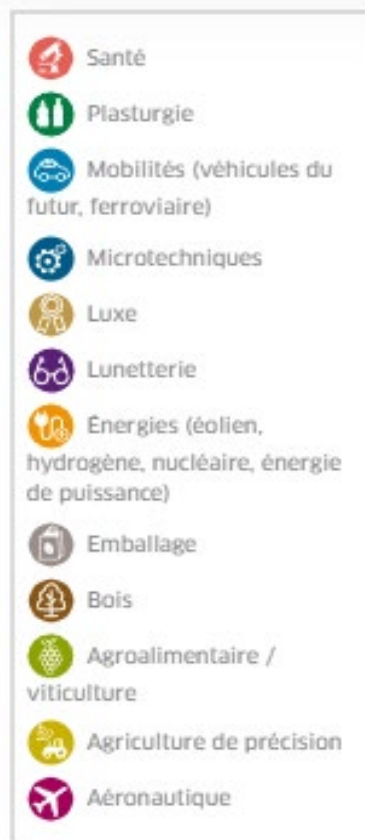 Santé
Plasturgie
Mobilités (véhicules du
futur, ferroviaire)
Microtechniques
Luxe
Lunetterie
Énergies (éolien,
hydrogène, nucléaire, énergie
de puissance)
Emballage
Bois
Agroalimentaire /
viticulture
Agriculture de précision
Aéronautique